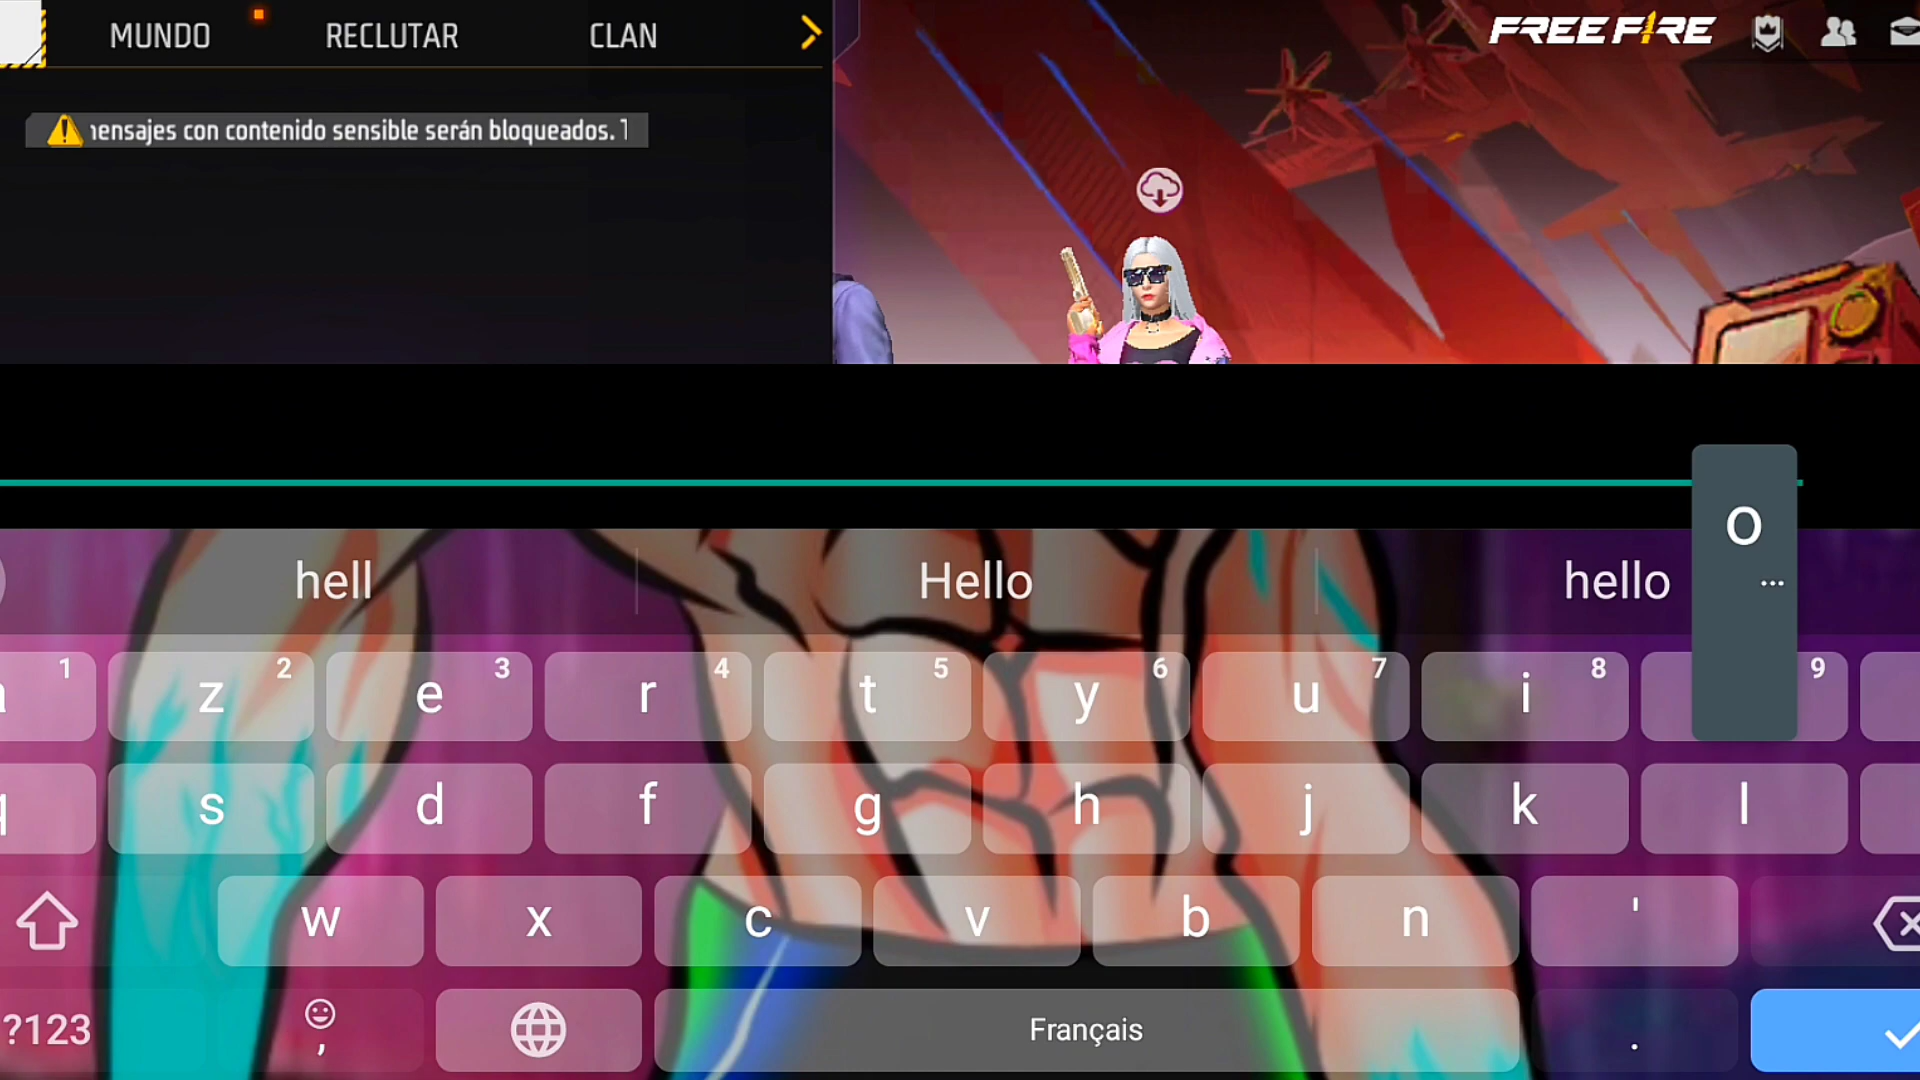 MUNDO RECLUTAR CLAN
FREE FIRE
mensajes con contenido sensible serán bloqueados.
o
...
hell Hello hello
1 2 3 4 5 6 7 8 9
a z e r t y u i
q s d f g h j k l
w x c v b n '
?123 , Français .